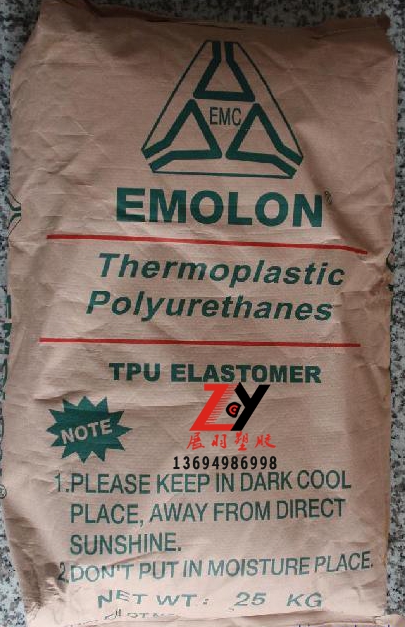 EMC
EMOLON
Thermoplastic
Polyurethanes
TPU ELASTOMER
ZY
展羽塑胶
13694986998
NOTE
1.PLEASE KEEP IN DARK COOL
PLACE, AWAY FROM DIRECT
SUNSHINE.
2.DON'T PUT IN MOISTURE PLACE.
NET WT: 25 KG